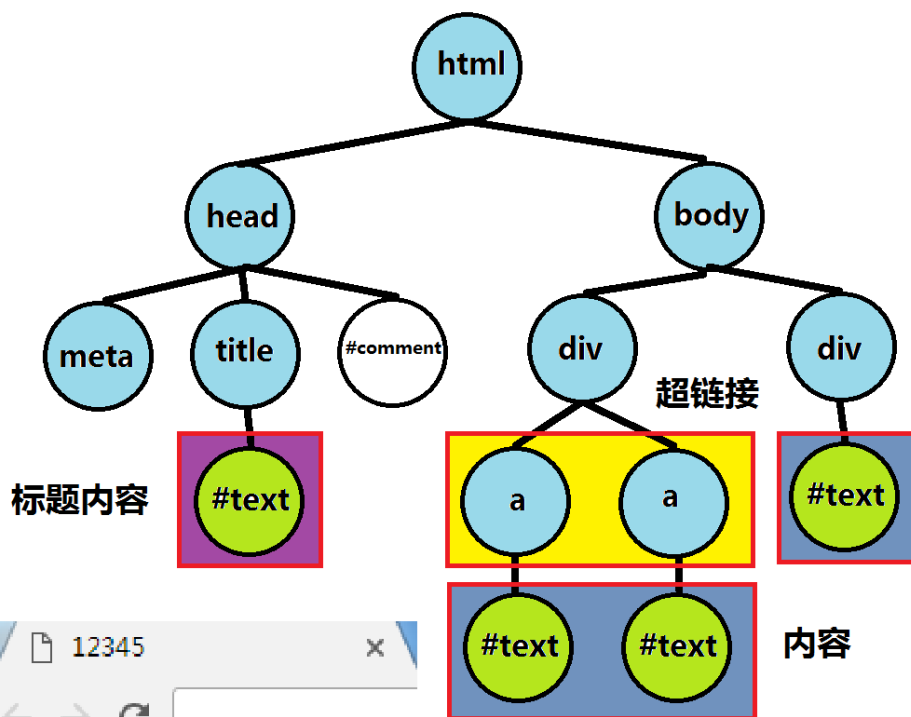 html
head
body
meta
title
#comment
div
div
超链接
标题内容
#text
a
a
#text
#text
#text
内容
12345